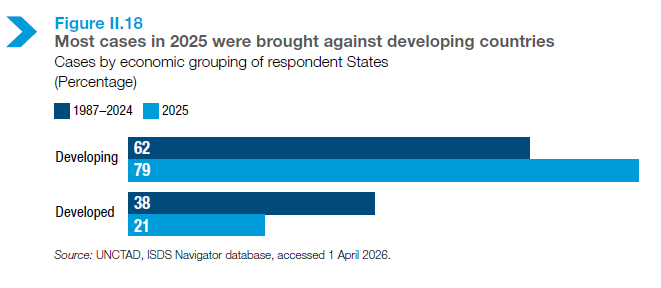 Figure II.18
Most cases in 2025 were brought against developing countries
Cases by economic grouping of respondent States
(Percentage)
1987–2024 2025
Developing 62
79
Developed 38
21
Source: UNCTAD, ISDS Navigator database, accessed 1 April 2026.